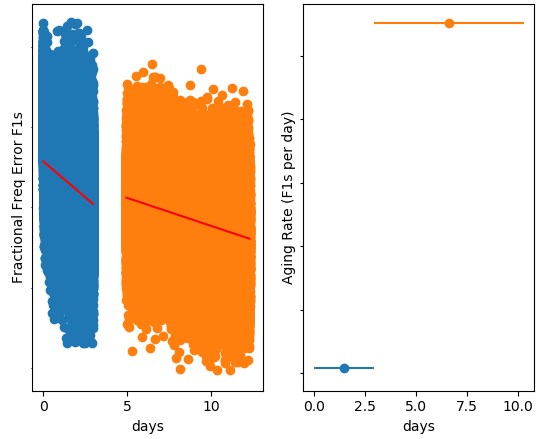 Fractional Freq Error F1s
0
5
10
days
Aging Rate (F1s per day)
0.0
2.5
5.0
7.5
10.0
days